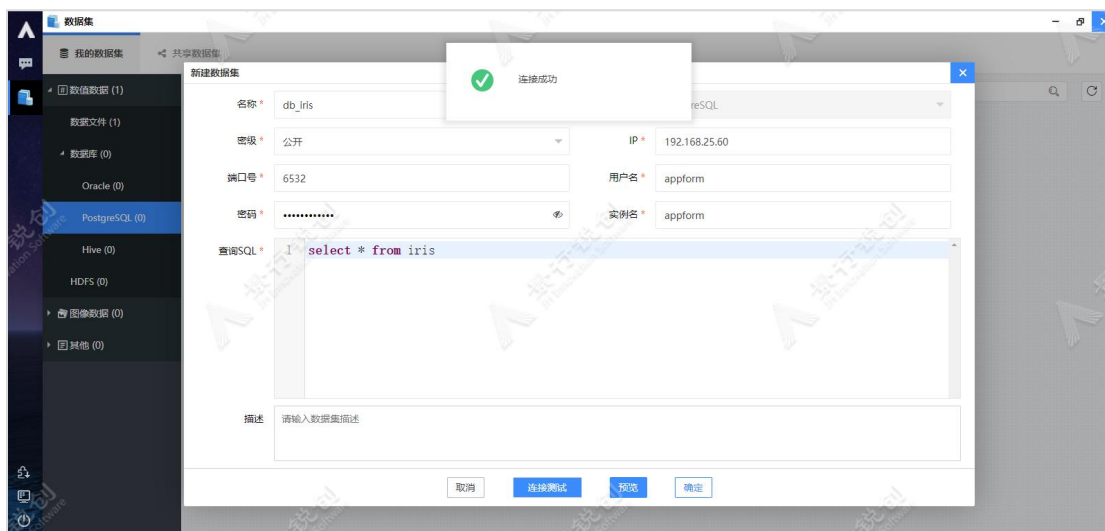 数据集
我的数据集 共享数据集
新建数据集
连接成功
数值数据 (1)
数据文件 (1)
数据库 (0)
Oracle (0)
PostgreSQL (0)
Hive (0)
HDFS (0)
图像数据 (0)
其他 (0)
名称 * db_iris
reSQL
密级 * 公开
IP * 192.168.25.60
端口号 * 6532
用户名 * appform
密码 * ••••••••••••
实例名 * appform
查询SQL * 1 select * from iris
描述 请输入数据集描述
取消 连接测试 预览 确定